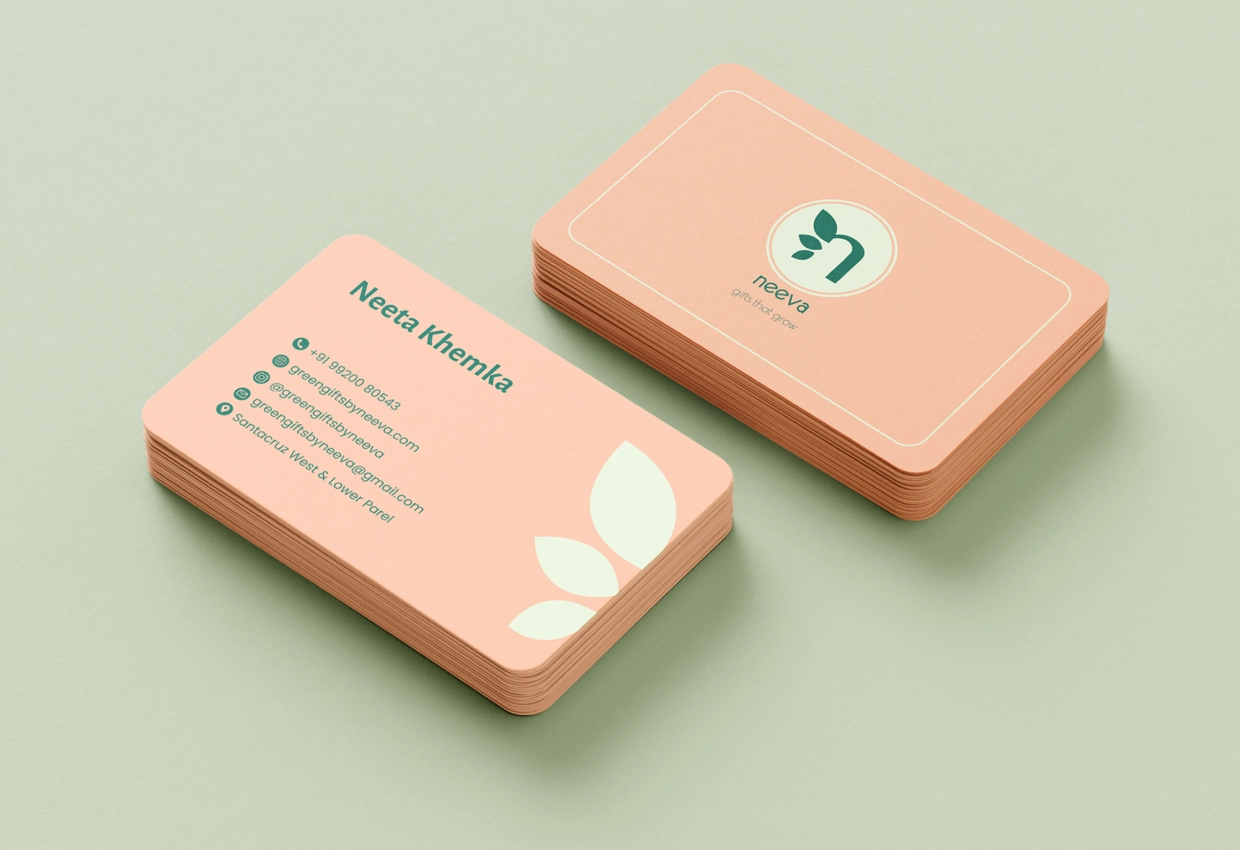 Neeta Khemka
+91 99200 80543
greengiftsbyneeva.com
@greengiftsbyneeva
greengiftsbyneeva@gmail.com
Santacruz West & Lower Parel
n
neeva
gifts that grow